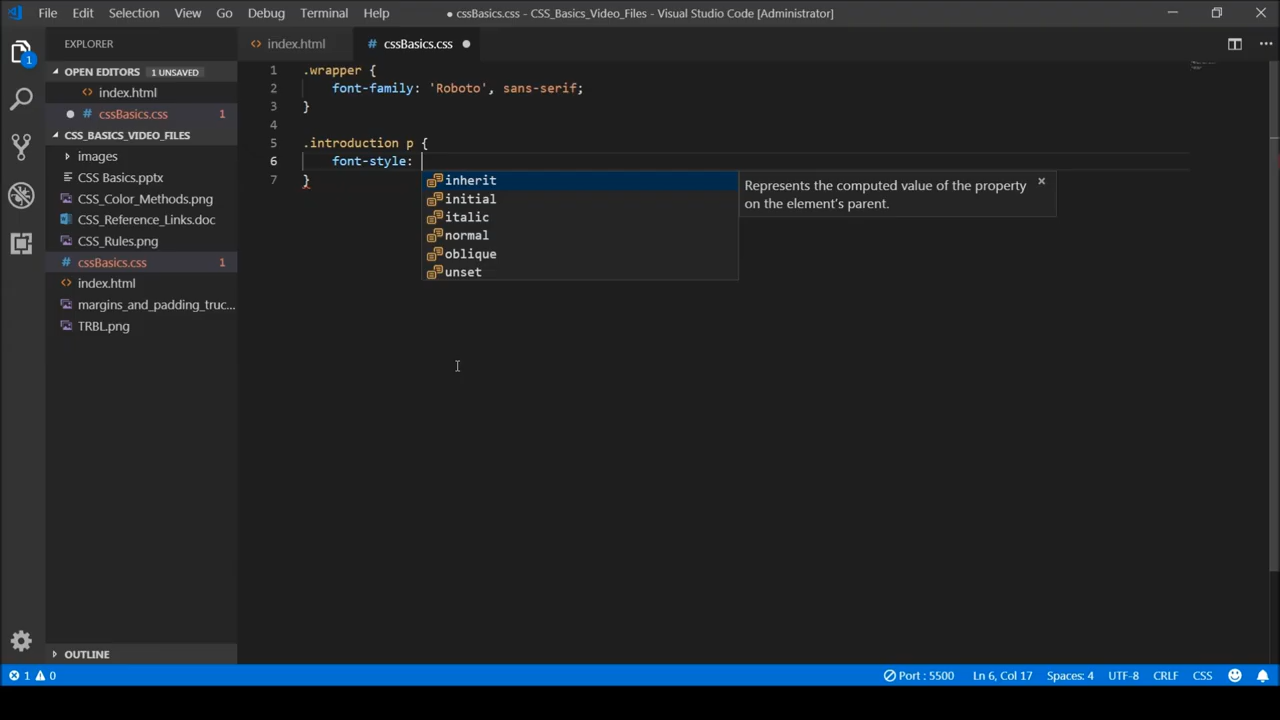 File Edit Selection View Go Debug Terminal Help
● cssBasics.css - CSS_Basics_Video_Files - Visual Studio Code [Administrator]
EXPLORER
OPEN EDITORS 1 UNSAVED
index.html
# cssBasics.css 1
CSS_BASICS_VIDEO_FILES
images
CSS Basics.pptx
CSS_Color_Methods.png
CSS_Reference_Links.doc
CSS_Rules.png
# cssBasics.css 1
index.html
margins_and_padding_truc...
TRBL.png
OUTLINE
1
index.html
# cssBasics.css ●
1 .wrapper {
2 font-family: 'Roboto', sans-serif;
3 }
4
5 .introduction p {
6 font-style:
7 }
inherit
initial
italic
normal
oblique
unset
Represents the computed value of the property
on the element's parent.
1 0
Port : 5500 Ln 6, Col 17 Spaces: 4 UTF-8 CRLF CSS